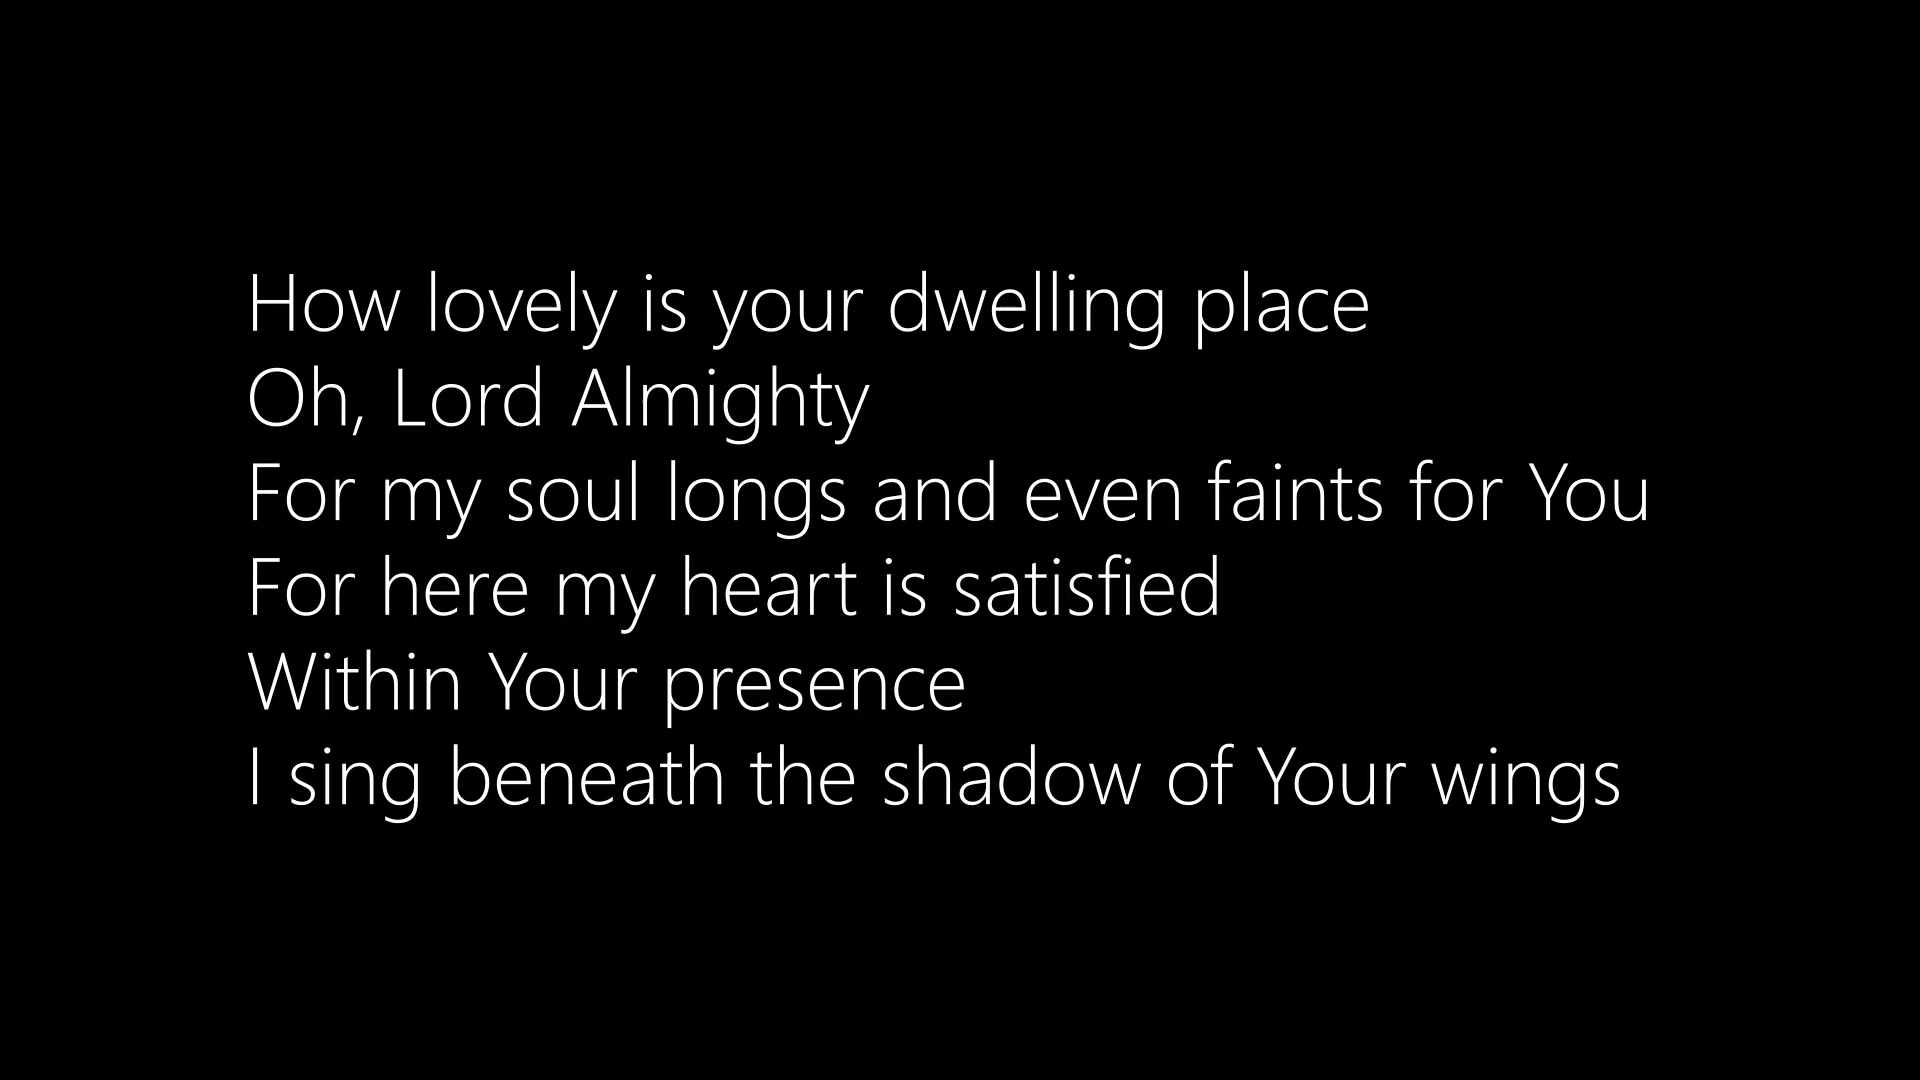 How lovely is your dwelling place
Oh, Lord Almighty
For my soul longs and even faints for You
For here my heart is satisfied
Within Your presence
I sing beneath the shadow of Your wings